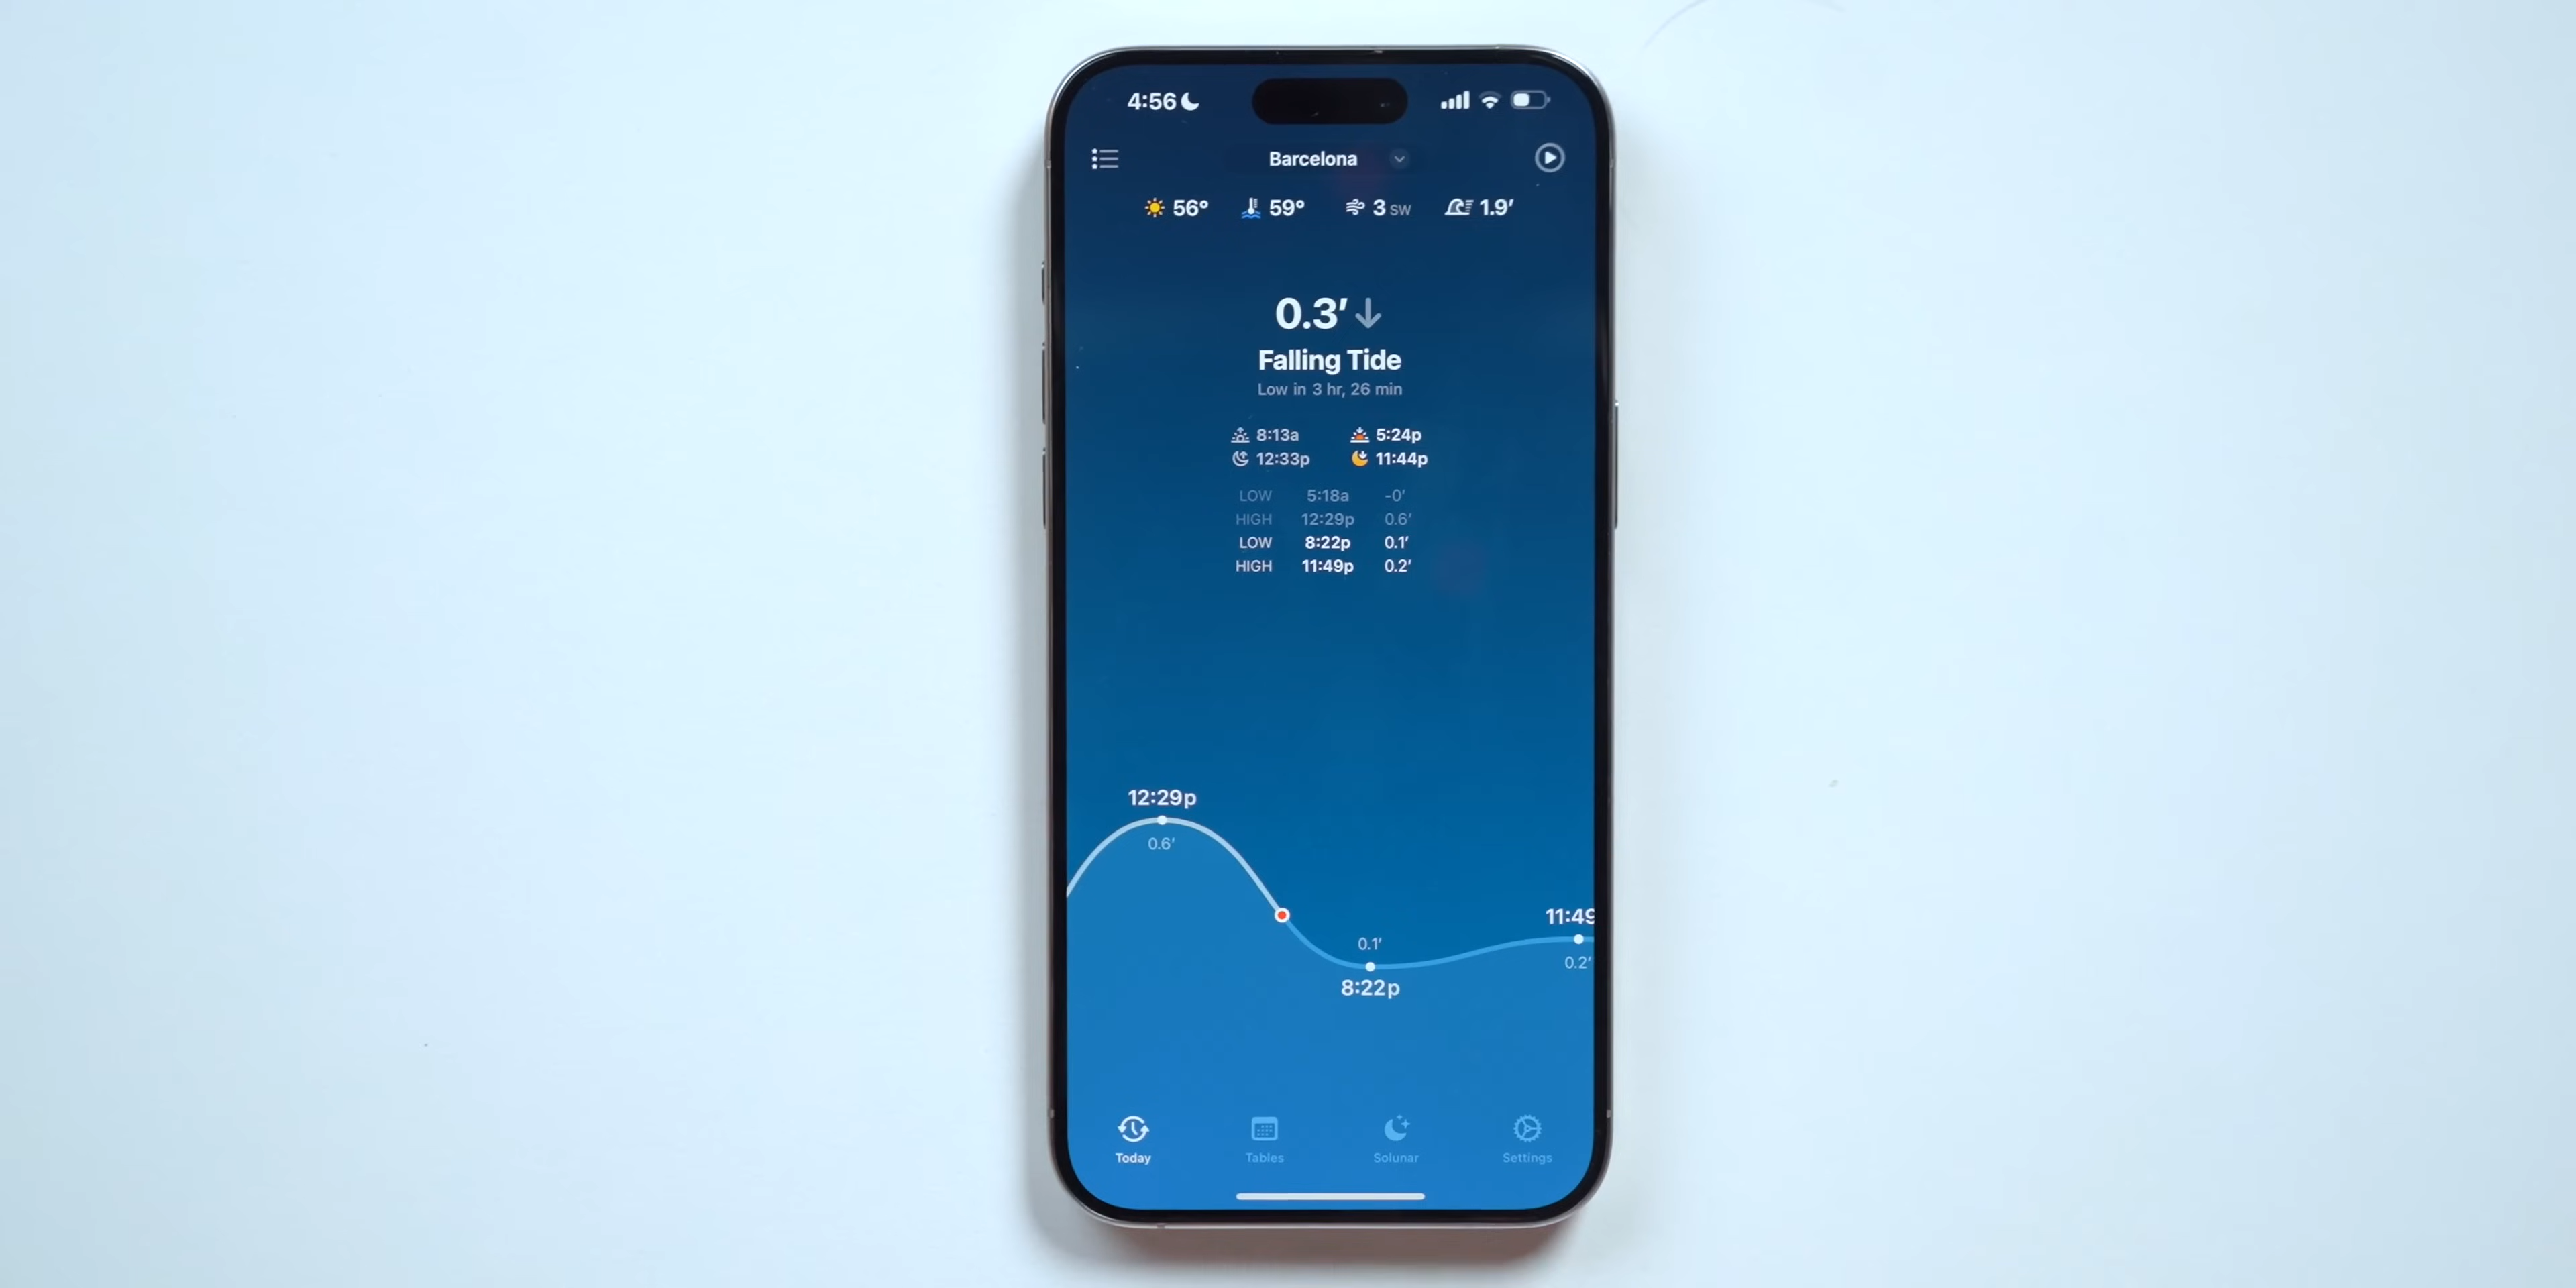 4:56
Barcelona
56° 59° 3 SW 1.9′
0.3′
Falling Tide
Low in 3 hr, 26 min
8:13a 5:24p
12:33p 11:44p
LOW 5:18a -0′
HIGH 12:29p 0.6′
LOW 8:22p 0.1′
HIGH 11:49p 0.2′
12:29p
0.6′
11:49
0.1′
0.2′
8:22p
Today Tables Solunar Settings